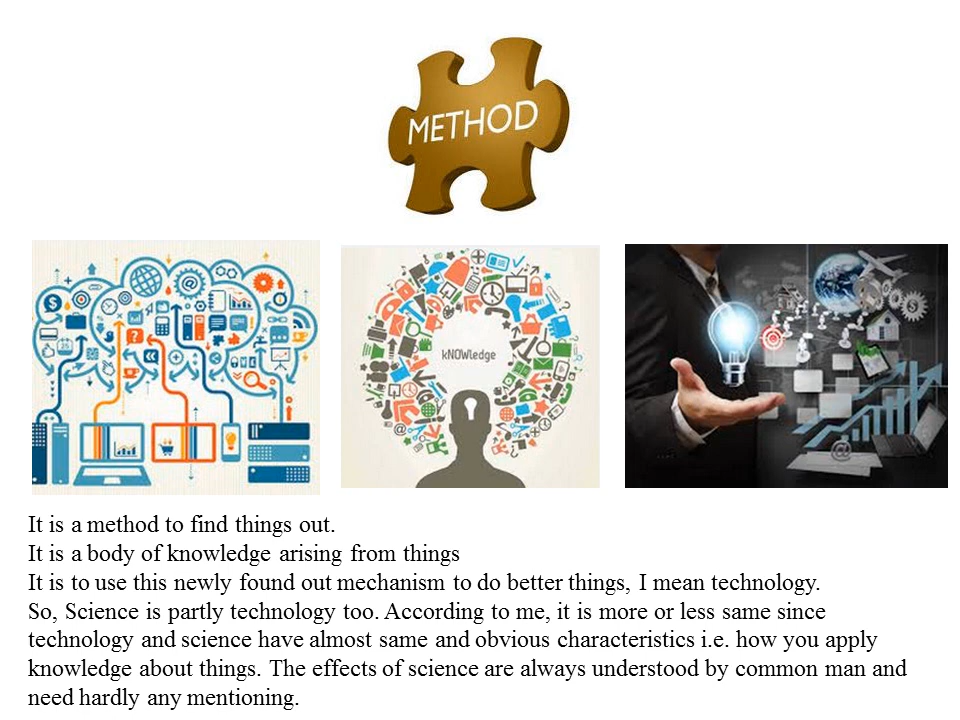 METHOD
kNOWledge
It is a method to find things out.
It is a body of knowledge arising from things
It is to use this newly found out mechanism to do better things, I mean technology.
So, Science is partly technology too. According to me, it is more or less same since
technology and science have almost same and obvious characteristics i.e. how you apply
knowledge about things. The effects of science are always understood by common man and
need hardly any mentioning.